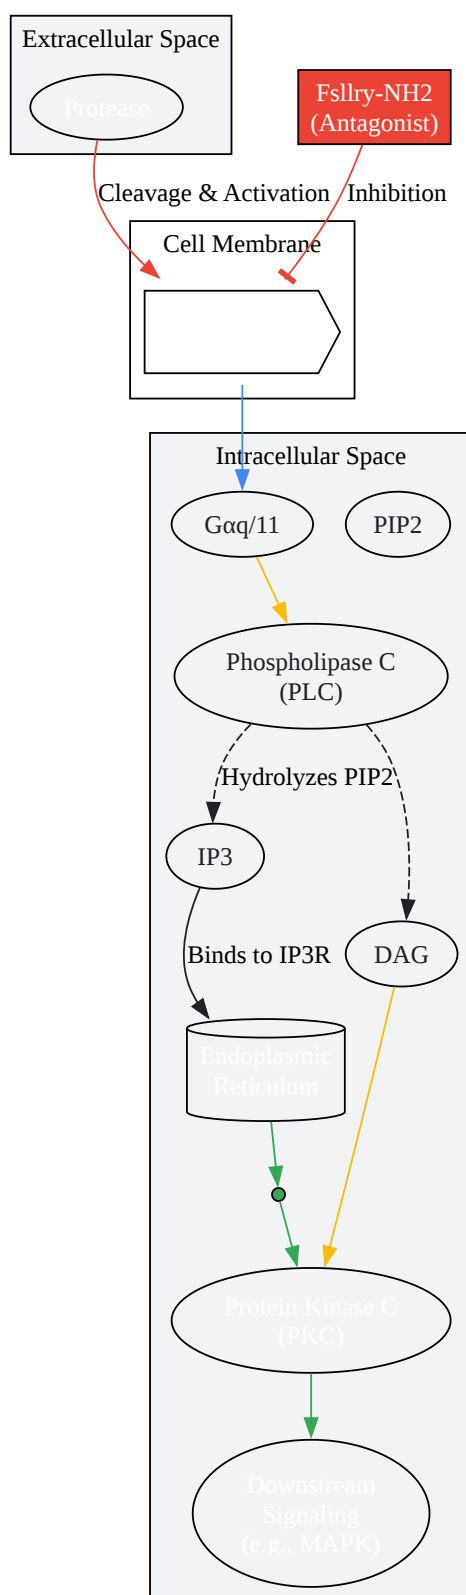 Extracellular Space
Protease
Fsllry-NH2
(Antagonist)
Cleavage & Activation
Inhibition
Cell Membrane
Intracellular Space
Gαq/11
PIP2
Phospholipase C
(PLC)
Hydrolyzes PIP2
IP3
Binds to IP3R
DAG
Endoplasmic
Reticulum
Protein Kinase C
(PKC)
Downstream
Signaling
(e.g., MAPK)